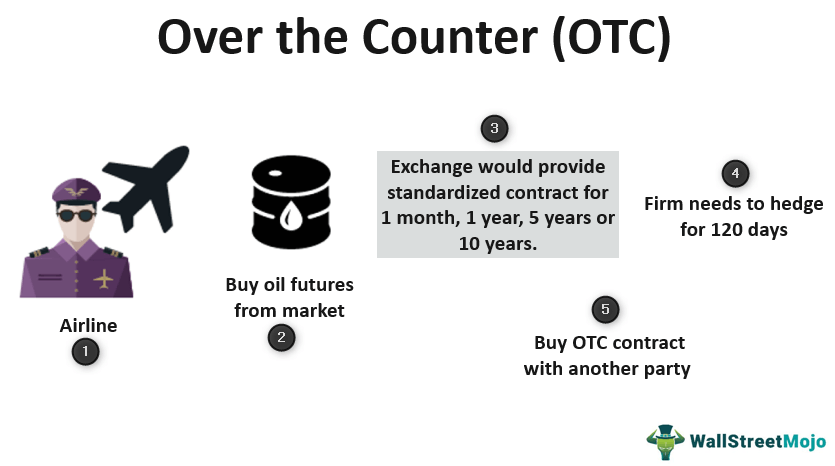 Over the Counter (OTC)
3
Exchange would provide
standardized contract for
1 month, 1 year, 5 years or
10 years.
4
Firm needs to hedge
for 120 days
Buy oil futures
from market
2
Airline
1
5
Buy OTC contract
with another party
WallStreetMojo